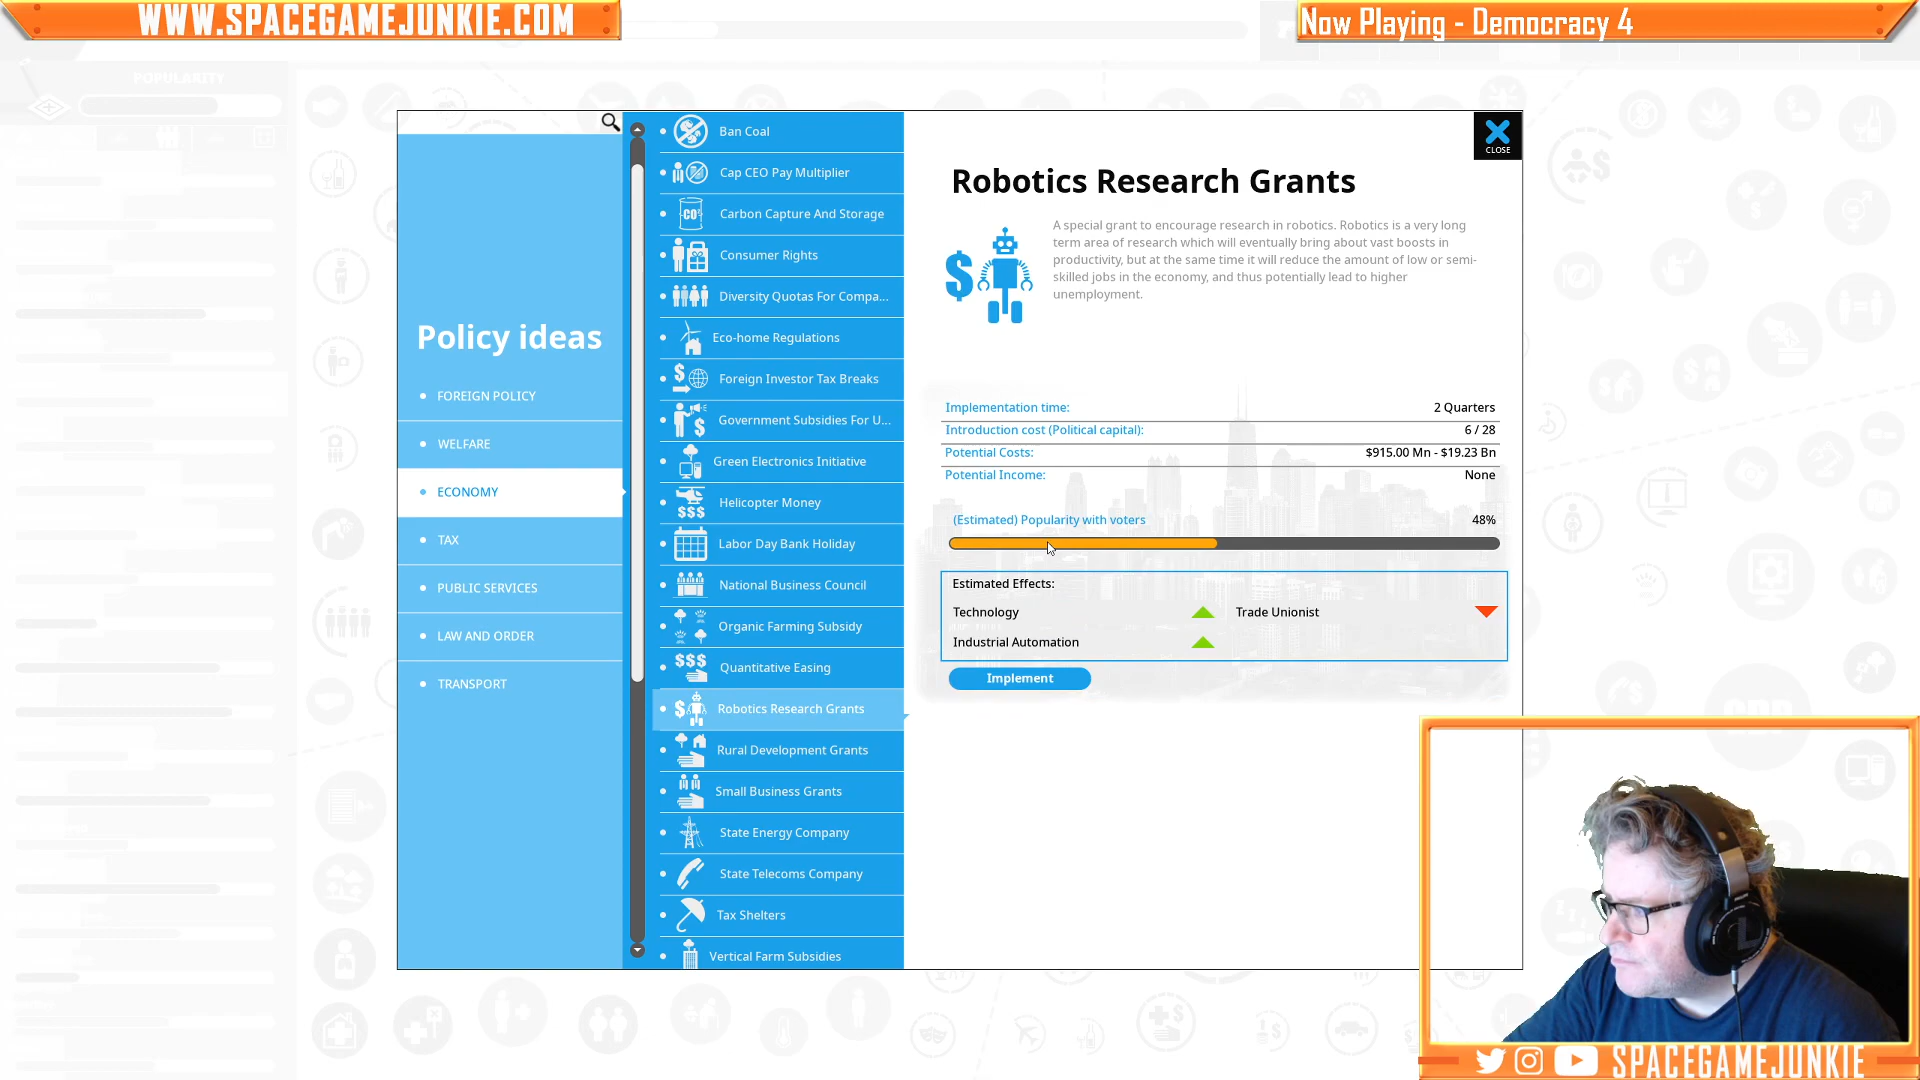 WWW.SPACEGAMEJUNKIE.COM
Now Playing - Democracy 4
POPULARITY
CLOSE
Policy ideas
FOREIGN POLICY
WELFARE
ECONOMY
TAX
PUBLIC SERVICES
LAW AND ORDER
TRANSPORT
Ban Coal
Cap CEO Pay Multiplier
Carbon Capture And Storage
Consumer Rights
Diversity Quotas For Compa...
Eco-home Regulations
Foreign Investor Tax Breaks
Government Subsidies For U...
Green Electronics Initiative
Helicopter Money
Labor Day Bank Holiday
National Business Council
Organic Farming Subsidy
Quantitative Easing
Robotics Research Grants
Rural Development Grants
Small Business Grants
State Energy Company
State Telecoms Company
Tax Shelters
Vertical Farm Subsidies
Robotics Research Grants
A special grant to encourage research in robotics. Robotics is a very long
term area of research which will eventually bring about vast boosts in
productivity, but at the same time it will reduce the amount of low or semi-
skilled jobs in the economy, and thus potentially lead to higher
unemployment.
Implementation time: 2 Quarters
Introduction cost (Political capital): 6 / 28
Potential Costs: $915.00 Mn - $19.23 Bn
Potential Income: None
(Estimated) Popularity with voters 48%
Estimated Effects:
Technology Trade Unionist
Industrial Automation
Implement
SPACEGAMEJUNKIE